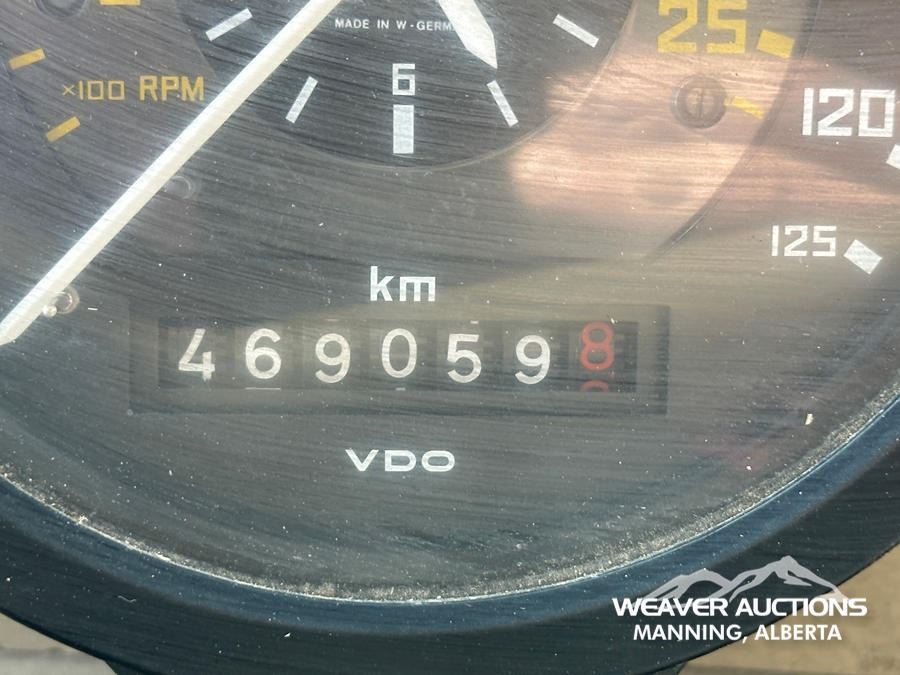 MADE IN W-GERM
25
×100 RPM
6
120
125
km
4690598
VDO
WEAVER AUCTIONS
MANNING, ALBERTA